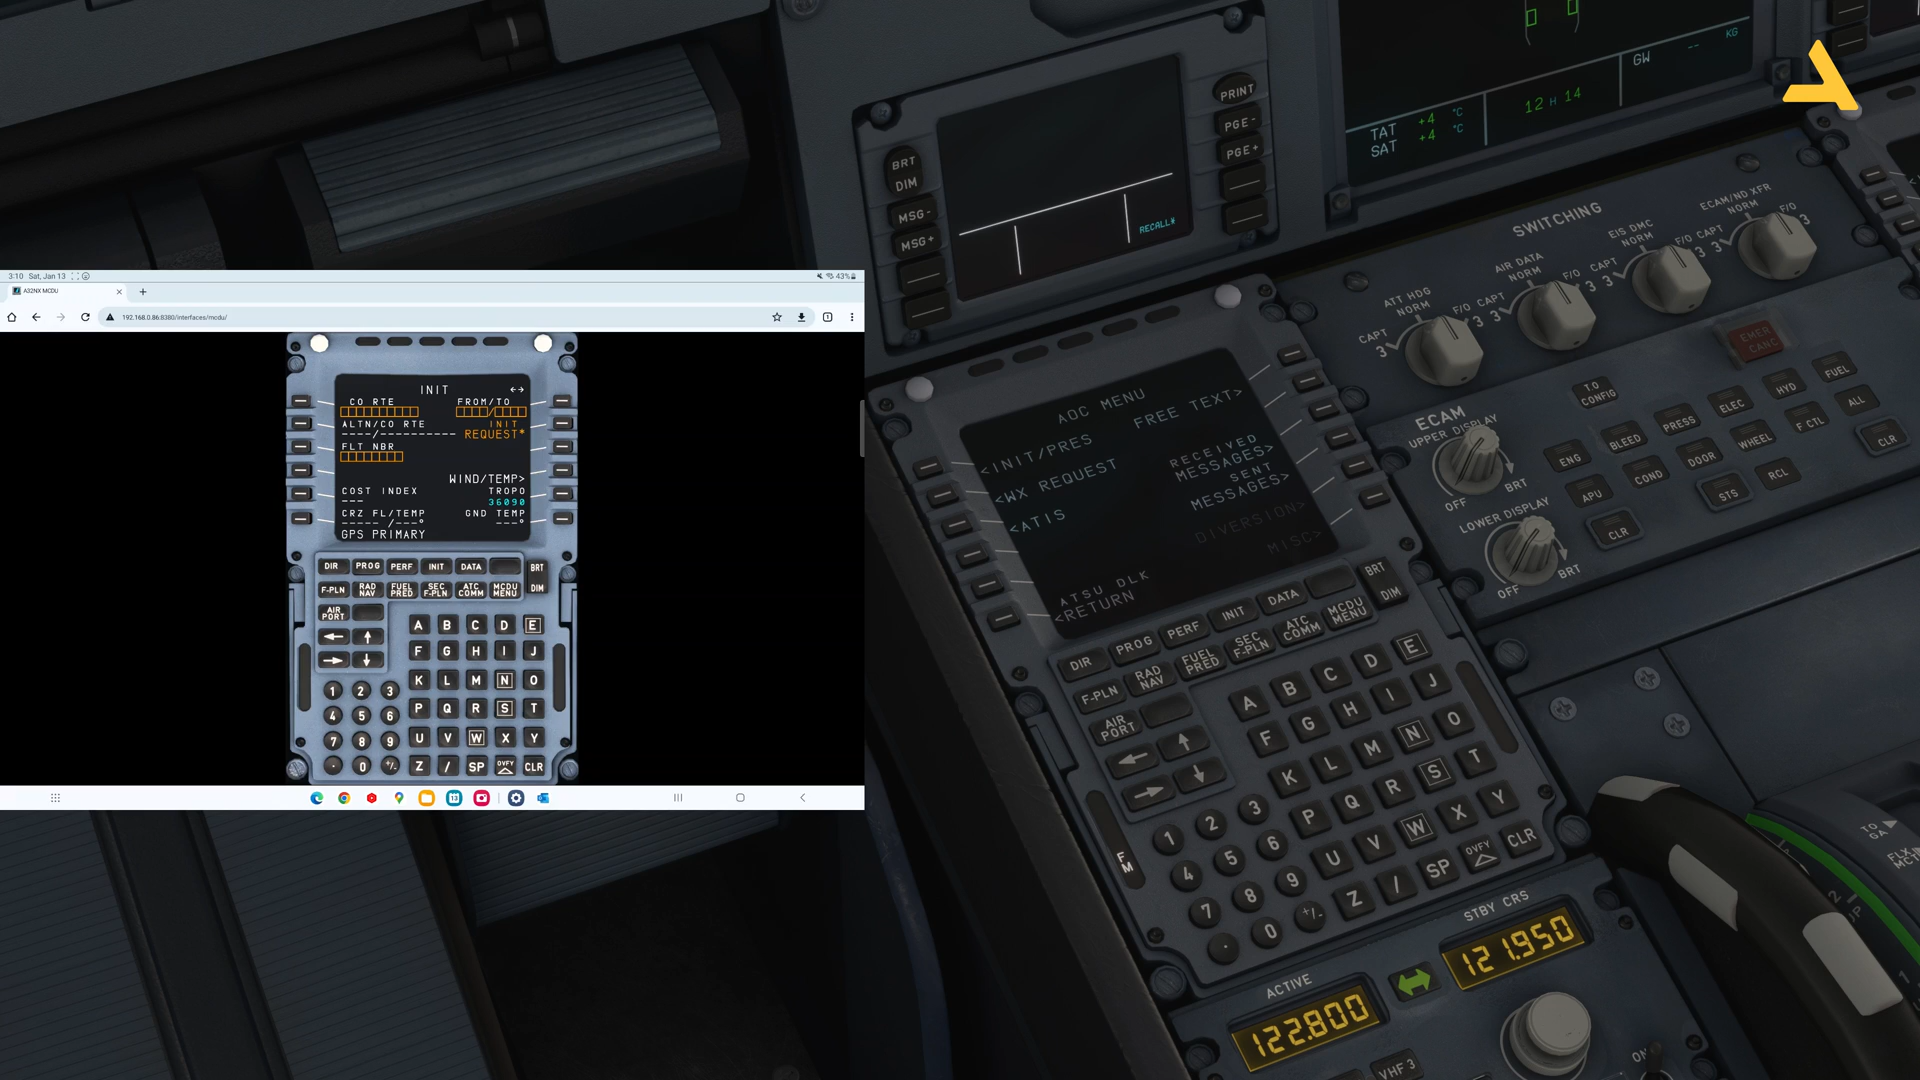 3:10 Sat, Jan 13
43%
A32NX MCDU
192.168.0.86:8380/interfaces/mcdu/
INIT
CO RTE FROM/TO
ALTN/CO RTE INIT
----/---------- REQUEST*
FLT NBR
WIND/TEMP>
COST INDEX TROPO
--- 36090
CRZ FL/TEMP GND TEMP
----- /---° ---°
GPS PRIMARY
DIR PROG PERF INIT DATA
BRT
DIM
F-PLN RAD NAV FUEL PRED SEC F-PLN ATC COMM MCDU MENU
AIR PORT
A B C D E
F G H I J
K L M N O
1 2 3
P Q R S T
4 5 6
U V W X Y
7 8 9
Z / SP OVFY CLR
. 0 +/-
BRT
DIM
MSG-
MSG+
PRINT
PGE-
PGE+
RECALL*
TAT +4 °C
SAT +4 °C
12 H 14
GW -- KG
SWITCHING
ATT HDG
NORM
CAPT 3 F/O 3
AIR DATA
NORM
CAPT 3 F/O 3
EIS DMC
NORM
CAPT 3 F/O 3
ECAM/ND XFR
NORM
CAPT 3 F/O 3
AOC MENU
FREE TEXT>
<INIT/PRES
RECEIVED
<WX REQUEST MESSAGES>
SENT
<ATIS MESSAGES>
DIVERSION>
MISC>
ATSU DLK
<RETURN
ECAM
UPPER DISPLAY
OFF BRT
LOWER DISPLAY
OFF BRT
T.O CONFIG
EMER CANC
ENG BLEED PRESS ELEC HYD FUEL
APU COND DOOR WHEEL F CTL ALL
CLR STS RCL CLR
DIR PROG PERF INIT DATA
BRT
DIM
F-PLN RAD NAV FUEL PRED SEC F-PLN ATC COMM MCDU MENU
AIR PORT
A B C D E
F G H I J
K L M N O
P Q R S T
U V W X Y
Z / SP OVFY CLR
1 2 3
4 5 6
7 8 9
. 0 +/-
FM
ACTIVE
122.800
STBY CRS
121.950
VHF 3
ON
TO GA
FLX MCT